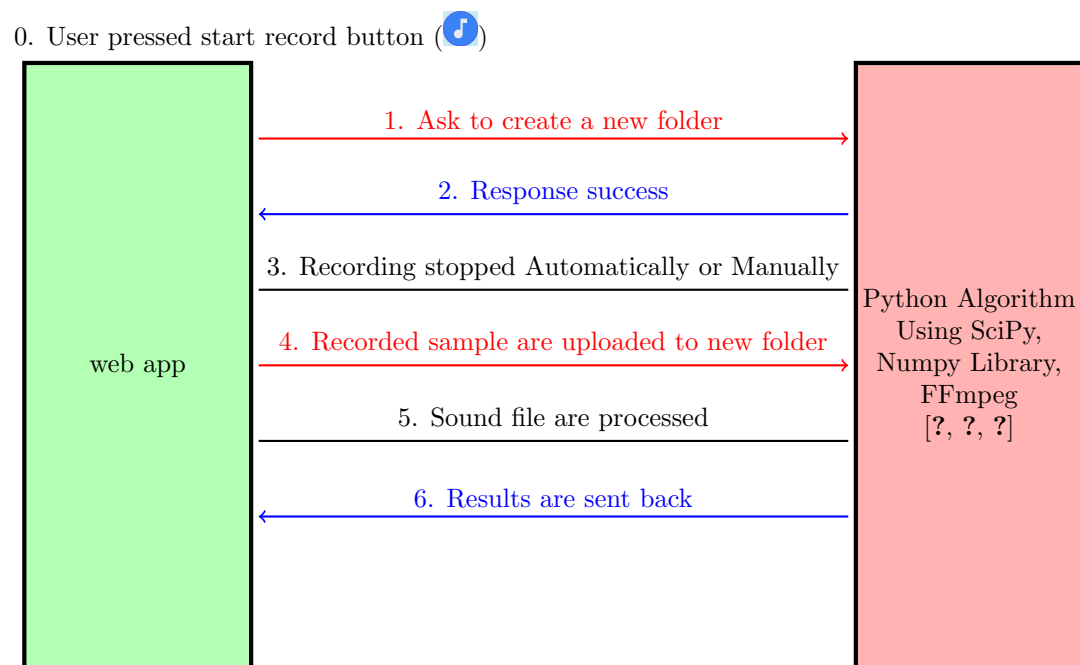 0. User pressed start record button ()
1. Ask to create a new folder
2. Response success
3. Recording stopped Automatically or Manually
4. Recorded sample are uploaded to new folder
5. Sound file are processed
6. Results are sent back
web app
Python Algorithm
Using SciPy,
Numpy Library,
FFmpeg
[?, ?, ?]